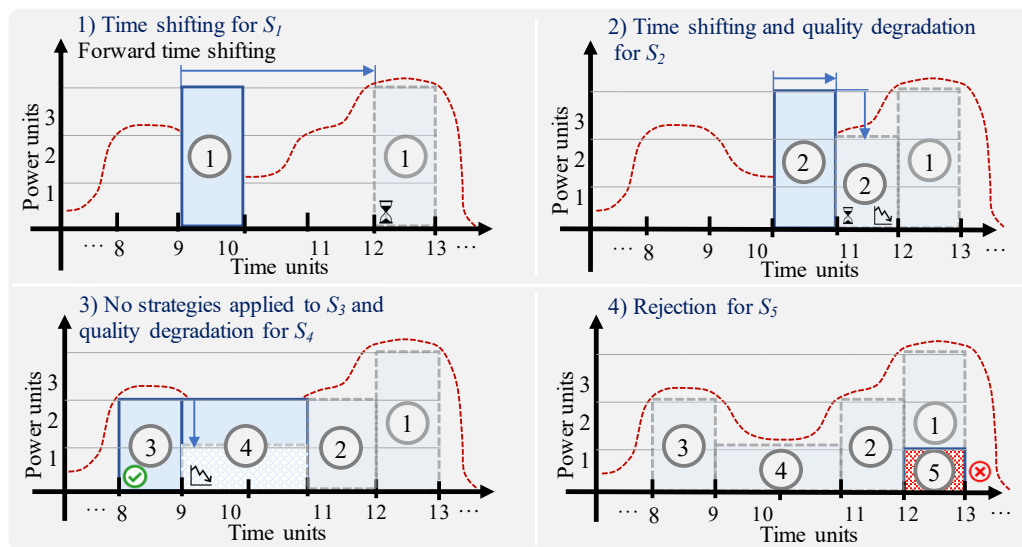 1) Time shifting for S1
Forward time shifting
Power units
3
2
1
1
1
... 8 9 10 11 12 13 ...
Time units
2) Time shifting and quality degradation
for S2
Power units
3
2
1
2
2
1
... 8 9 10 11 12 13 ...
Time units
3) No strategies applied to S3 and
quality degradation for S4
Power units
3
2
1
3
4
2
1
... 8 9 10 11 12 13 ...
Time units
4) Rejection for S5
Power units
3
2
1
3
4
2
1
5
... 8 9 10 11 12 13 ...
Time units